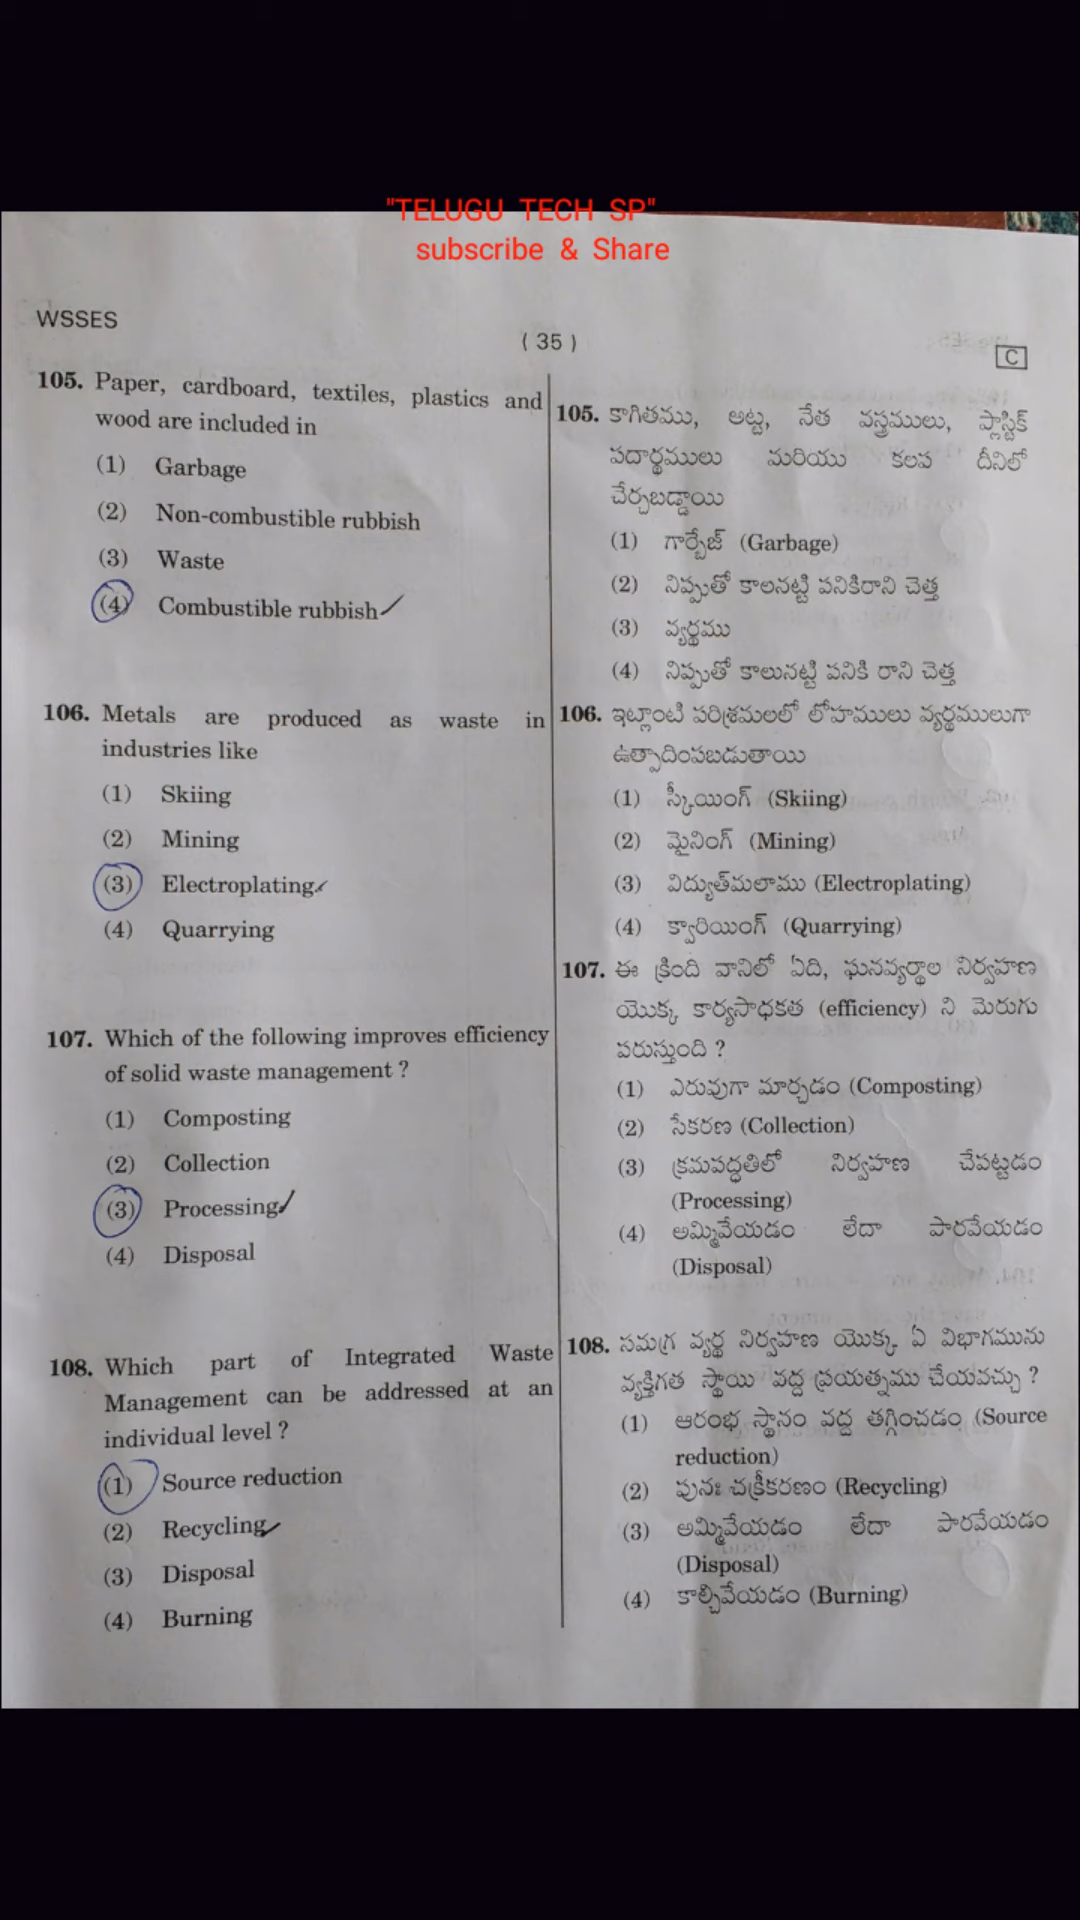 "TELUGU TECH SP"
subscribe & Share
WSSES
( 35 )
C
105. Paper, cardboard, textiles, plastics and
wood are included in
(1) Garbage
(2) Non-combustible rubbish
(3) Waste
(4) Combustible rubbish
106. Metals are produced as waste in
industries like
(1) Skiing
(2) Mining
(3) Electroplating
(4) Quarrying
107. Which of the following improves efficiency
of solid waste management ?
(1) Composting
(2) Collection
(3) Processing
(4) Disposal
108. Which part of Integrated Waste
Management can be addressed at an
individual level ?
(1) Source reduction
(2) Recycling
(3) Disposal
(4) Burning
105. కాగితము, అట్ట, నేత వస్త్రములు, ప్లాస్టిక్
పదార్థములు మరియు కలప దీనిలో
చేర్చబడ్డాయి
(1) గార్బేజ్ (Garbage)
(2) నిప్పుతో కాలనట్టి పనికిరాని చెత్త
(3) వ్యర్థము
(4) నిప్పుతో కాలునట్టి పనికి రాని చెత్త
106. ఇట్లాంటి పరిశ్రమలలో లోహములు వ్యర్థములుగా
ఉత్పాదింపబడుతాయి
(1) స్కీయింగ్ (Skiing)
(2) మైనింగ్ (Mining)
(3) విద్యుత్‌మలాము (Electroplating)
(4) క్వారియింగ్ (Quarrying)
107. ఈ క్రింది వానిలో ఏది, ఘనవ్యర్థాల నిర్వహణ
యొక్క కార్యసాధకత (efficiency) ని మెరుగు
పరుస్తుంది ?
(1) ఎరువుగా మార్చడం (Composting)
(2) సేకరణ (Collection)
(3) క్రమపద్ధతిలో నిర్వహణ చేపట్టడం
(Processing)
(4) అమ్మివేయడం లేదా పారవేయడం
(Disposal)
108. సమగ్ర వ్యర్థ నిర్వహణ యొక్క ఏ విభాగమును
వ్యక్తిగత స్థాయి వద్ద ప్రయత్నము చేయవచ్చు ?
(1) ఆరంభ స్థానం వద్ద తగ్గించడం (Source
reduction)
(2) పునః చక్రీకరణం (Recycling)
(3) అమ్మివేయడం లేదా పారవేయడం
(Disposal)
(4) కాల్చివేయడం (Burning)